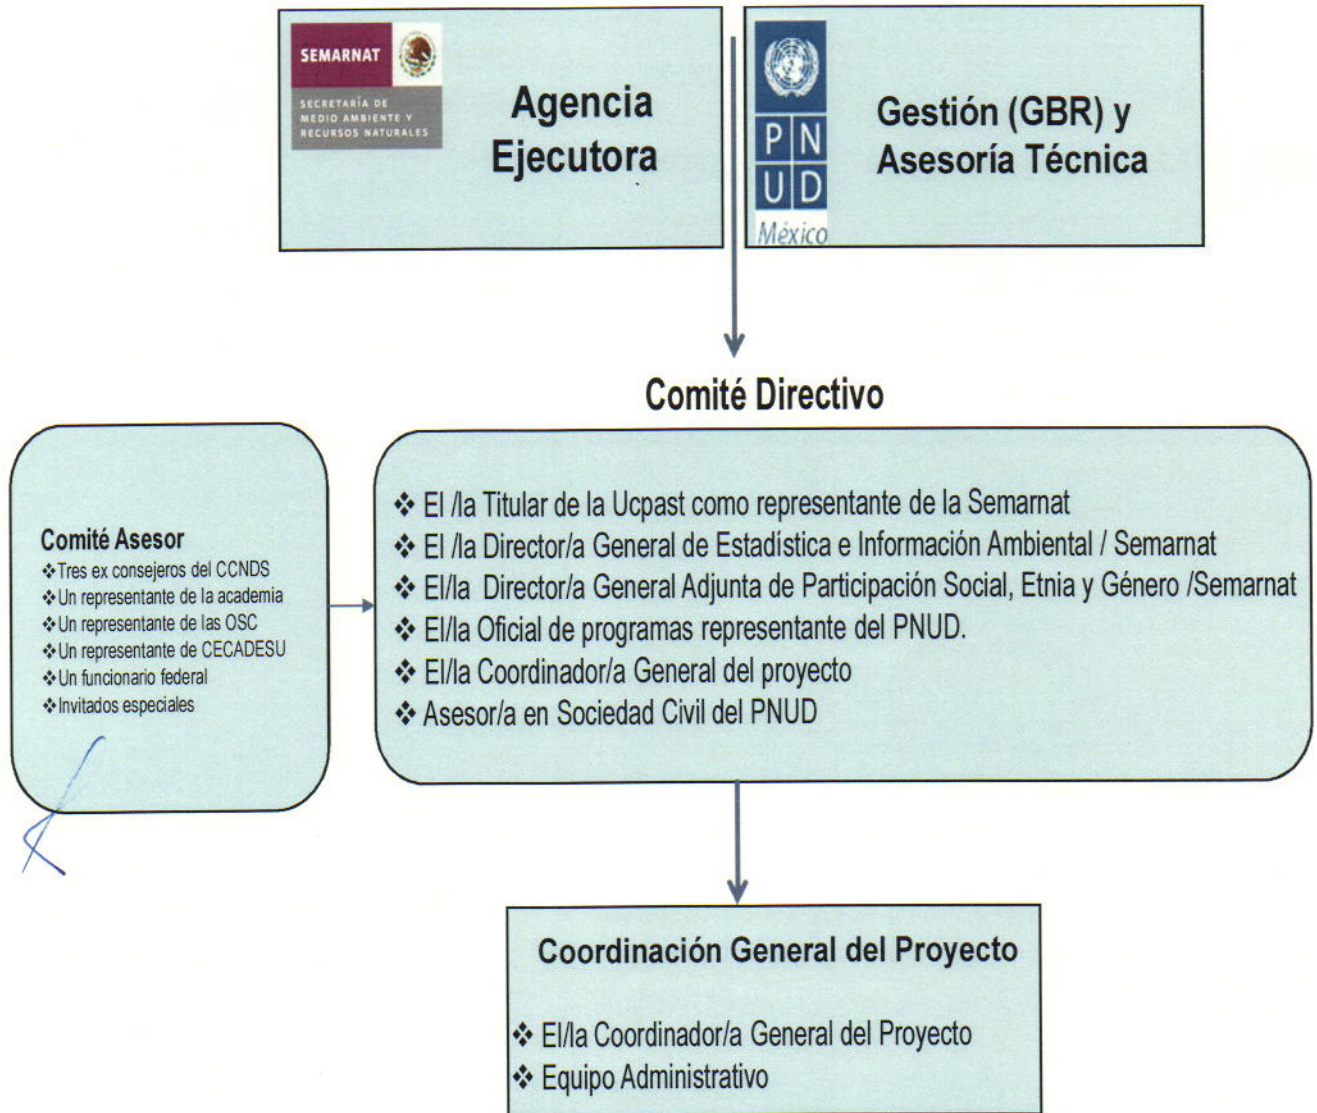 SEMARNAT
SECRETARÍA DE
MEDIO AMBIENTE Y
RECURSOS NATURALES
Agencia
Ejecutora
P N
U D
México
Gestión (GBR) y
Asesoría Técnica
Comité Directivo
Comité Asesor
❖Tres ex consejeros del CCNDS
❖Un representante de la academia
❖Un representante de las OSC
❖Un representante de CECADESU
❖Un funcionario federal
❖Invitados especiales
❖ El /la Titular de la Ucpast como representante de la Semarnat
❖ El /la Director/a General de Estadística e Información Ambiental / Semarnat
❖ El/la Director/a General Adjunta de Participación Social, Etnia y Género /Semarnat
❖ El/la Oficial de programas representante del PNUD.
❖ El/la Coordinador/a General del proyecto
❖ Asesor/a en Sociedad Civil del PNUD
Coordinación General del Proyecto
❖ El/la Coordinador/a General del Proyecto
❖ Equipo Administrativo